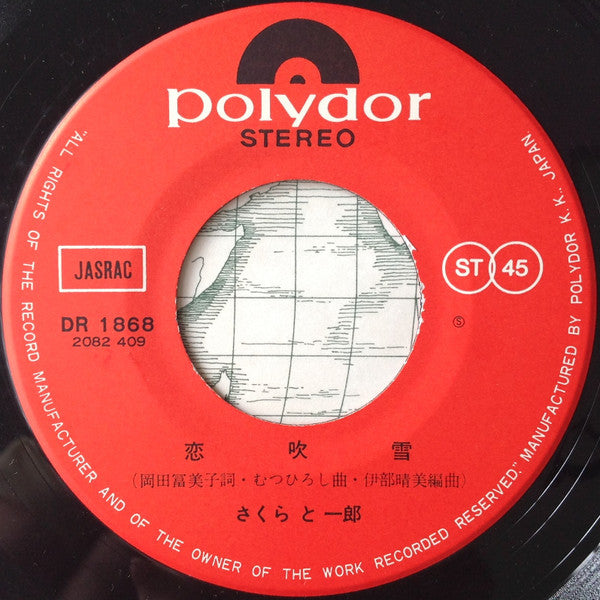 polydor
STEREO
JASRAC
ST 45
DR 1868
2082 409
Ⓢ
恋吹雪
(岡田冨美子詞・むつひろし曲・伊部晴美編曲)
さくらと一郎
"ALL RIGHTS OF THE RECORD MANUFACTURER AND OF THE OWNER OF THE WORK RECORDED RESERVED." MANUFACTURED BY POLYDOR K.K., JAPAN